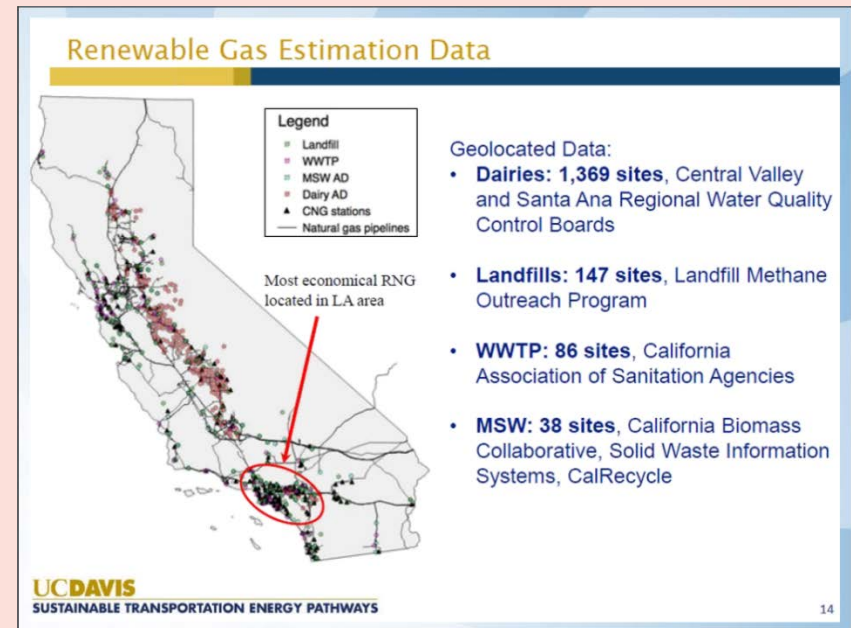 Renewable Gas Estimation Data
Legend
Landfill
WWTP
MSW AD
Dairy AD
CNG stations
Natural gas pipelines
Most economical RNG
located in LA area
Geolocated Data:
• Dairies: 1,369 sites, Central Valley
and Santa Ana Regional Water Quality
Control Boards
• Landfills: 147 sites, Landfill Methane
Outreach Program
• WWTP: 86 sites, California
Association of Sanitation Agencies
• MSW: 38 sites, California Biomass
Collaborative, Solid Waste Information
Systems, CalRecycle
UCDAVIS
SUSTAINABLE TRANSPORTATION ENERGY PATHWAYS
14